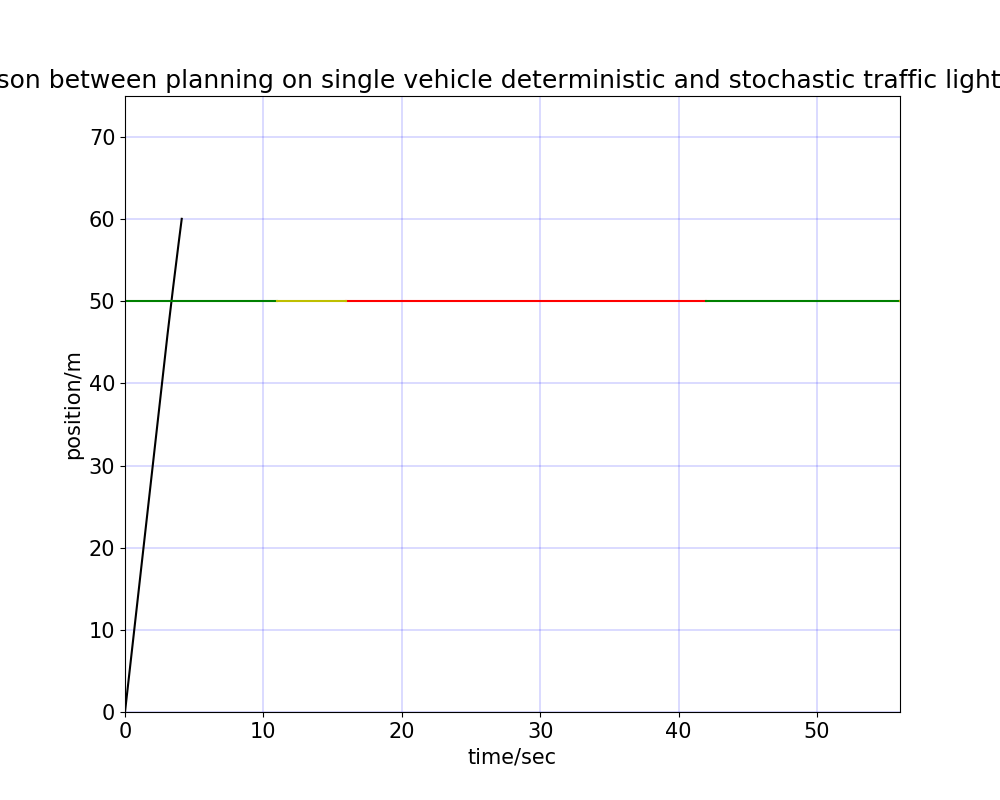 son between planning on single vehicle deterministic and stochastic traffic light
70
60
50
40
30
20
10
0
position/m
0 10 20 30 40 50
time/sec